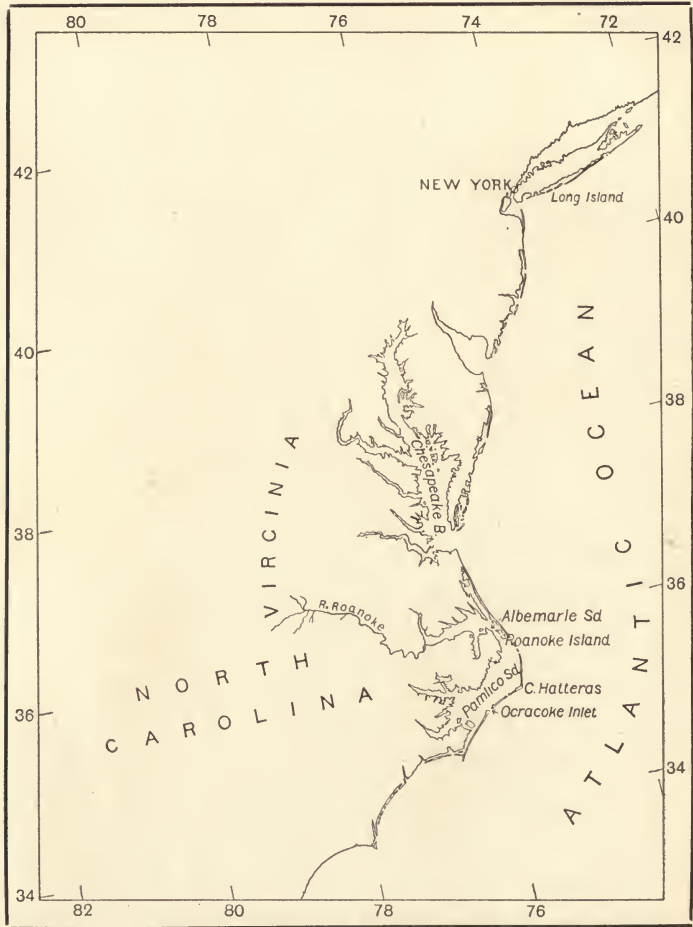 80 78 76 74 72
42
42
NEW YORK
Long Island
40
40
ATLANTIC OCEAN
38
VIRCINIA
Chesapeake B
38
36
R. Roanoke
Albemarle Sd
Roanoke Island
NORTH
CAROLINA
Pamlico Sd
C. Hatteras
Ocracoke Inlet
36
34
34
82 80 78 76